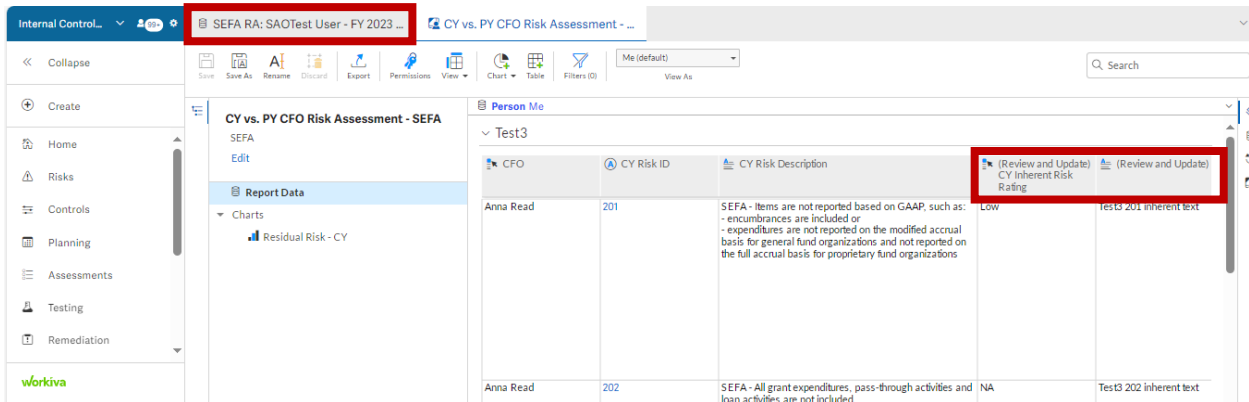 Internal Control... 99+
SEFA RA: SAOTest User - FY 2023 ...
CY vs. PY CFO Risk Assessment - ...
Collapse
Create
Home
Risks
Controls
Planning
Assessments
Testing
Remediation
workiva
Save
Save As
Rename
Discard
Export
Permissions
View
Chart
Table
Filters (0)
Me (default)
View As
Search
CY vs. PY CFO Risk Assessment - SEFA
SEFA
Edit
Report Data
Charts
Residual Risk - CY
Person Me
Test3
CFO
CY Risk ID
CY Risk Description
(Review and Update)
CY Inherent Risk
Rating
(Review and Update)
Anna Read
201
SEFA - Items are not reported based on GAAP, such as:
- encumbrances are included or
- expenditures are not reported on the modified accrual
basis for general fund organizations and not reported on
the full accrual basis for proprietary fund organizations
Low
Test3 201 inherent text
Anna Read
202
SEFA - All grant expenditures, pass-through activities and
loan activities are not included
NA
Test3 202 inherent text